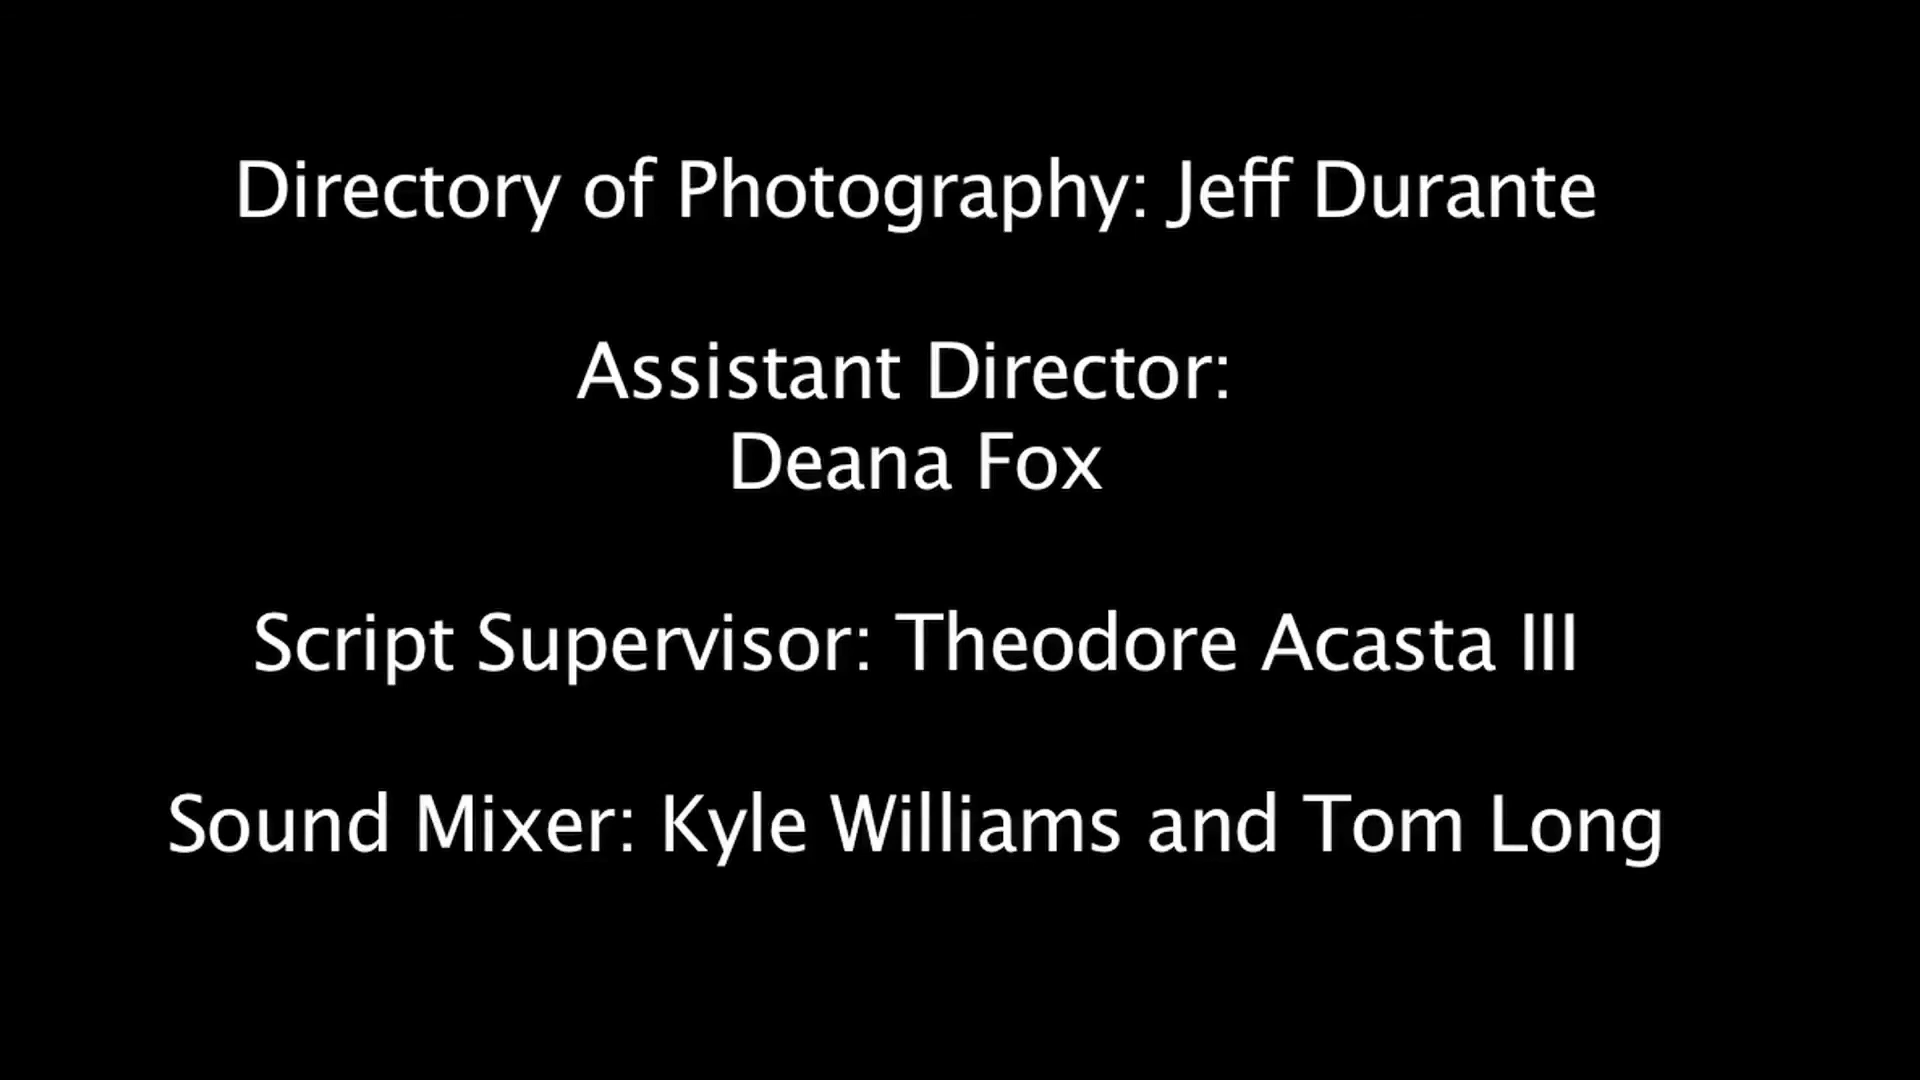 Directory of Photography: Jeff Durante
Assistant Director:
Deana Fox
Script Supervisor: Theodore Acasta III
Sound Mixer: Kyle Williams and Tom Long